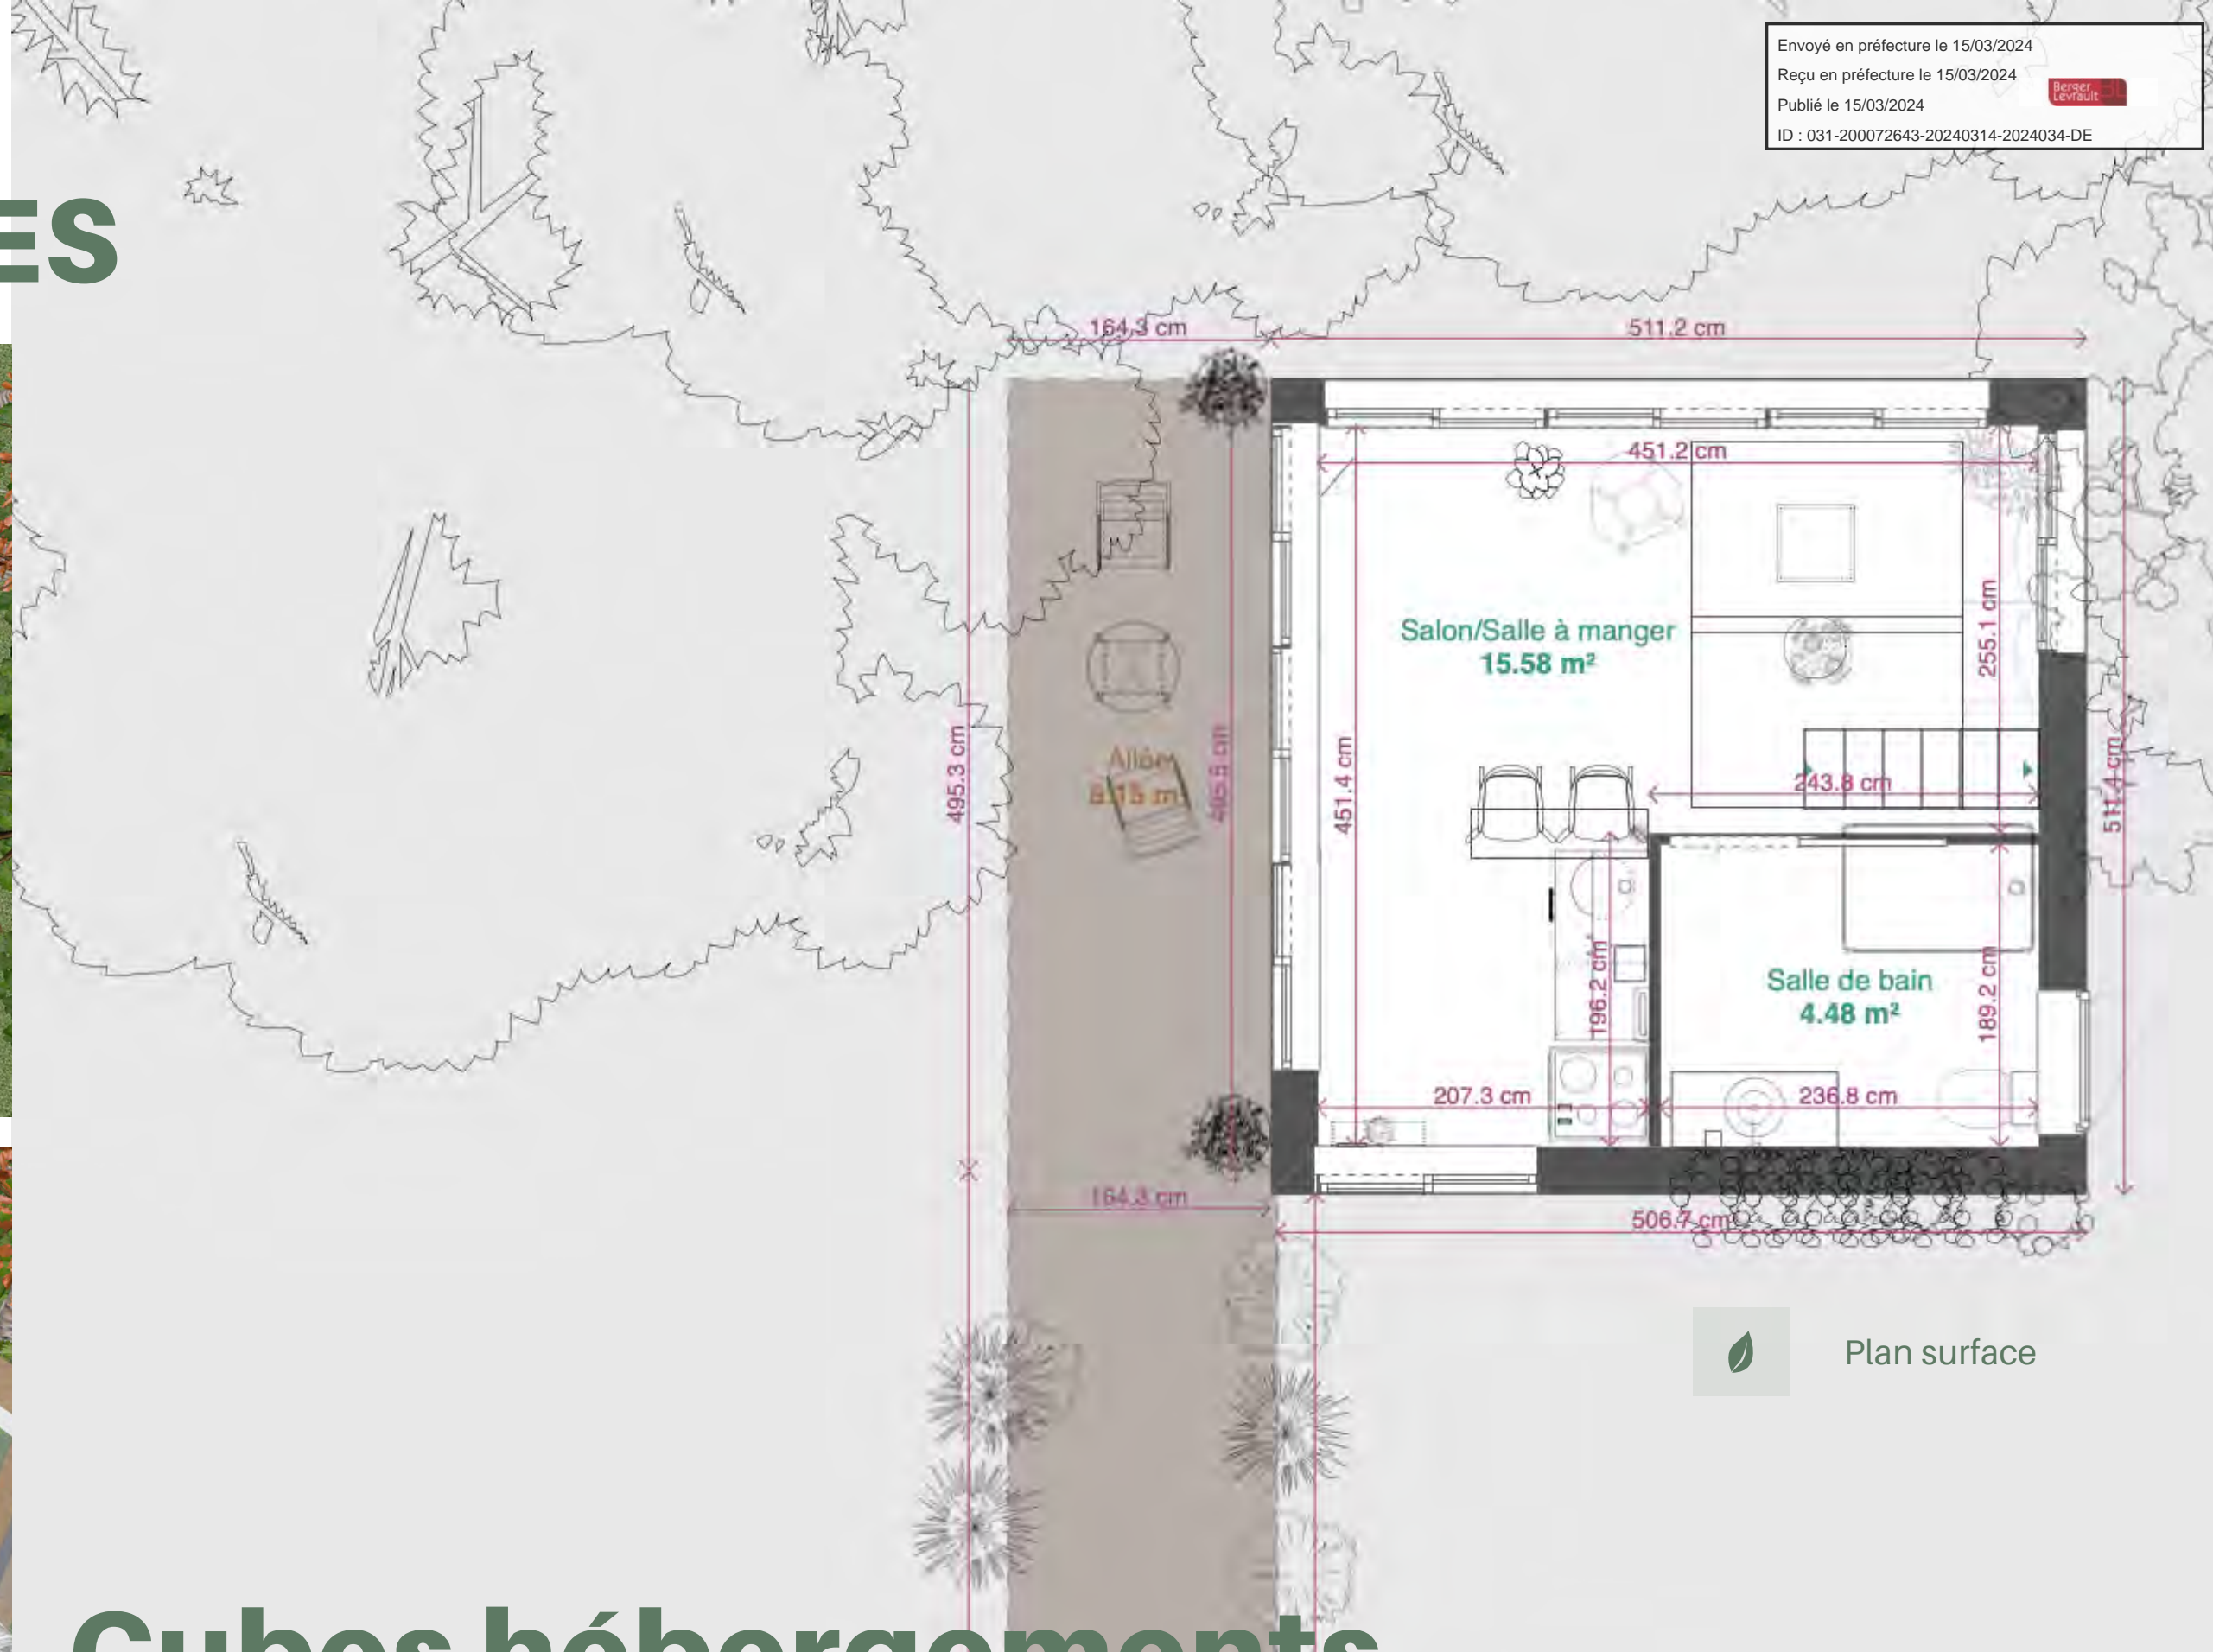 Envoyé en préfecture le 15/03/2024
Reçu en préfecture le 15/03/2024
Publié le 15/03/2024
Berger
Levrault
ID : 031-200072643-20240314-2024034-DE
ES
164.3 cm
511.2 cm
451.2 cm
255.1 cm
Salon/Salle à manger
15.58 m²
495.3 cm
451.4 cm
243.8 cm
511.4 cm
196.2 cm
Salle de bain
4.48 m²
189.2 cm
207.3 cm
236.8 cm
164.3 cm
506.7 cm
Plan surface
Cubes hébergements